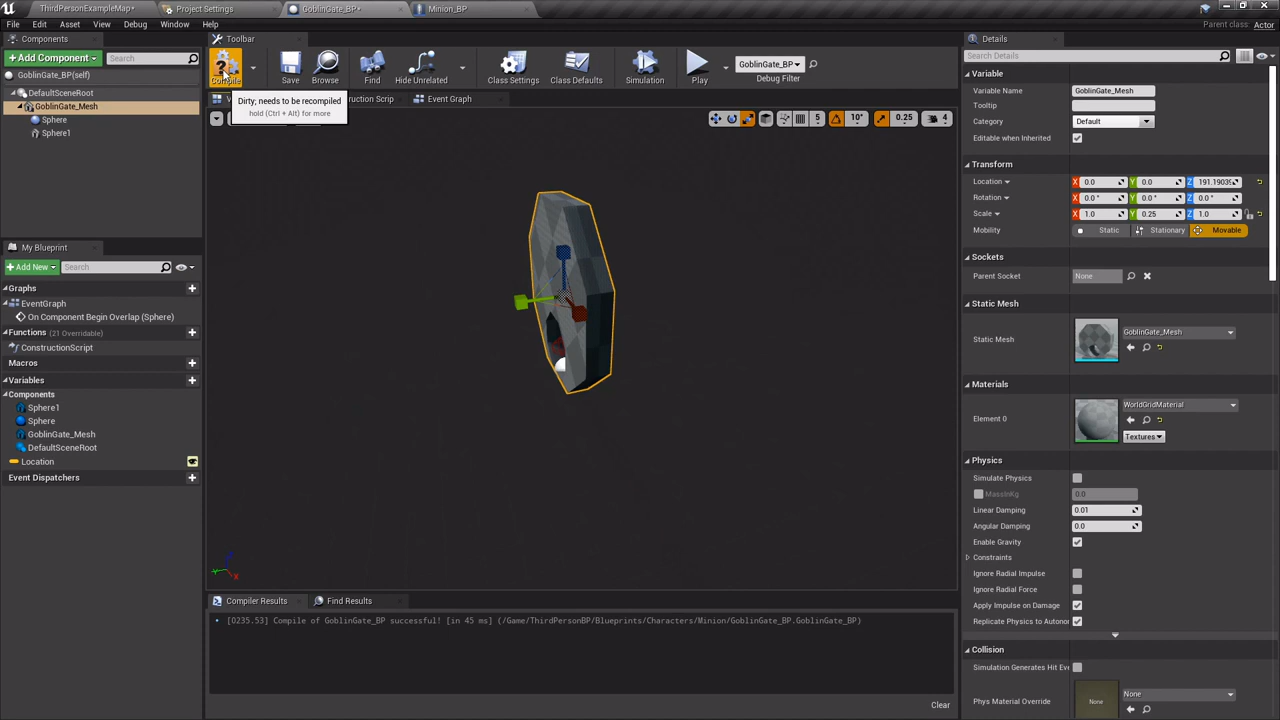 ThirdPersonExampleMap*
Project Settings
GoblinGate_BP*
Minion_BP
File Edit Asset View Debug Window Help
Parent class: Actor
Components
+Add Component
Search
GoblinGate_BP(self)
DefaultSceneRoot
GoblinGate_Mesh
Sphere
Sphere1
My Blueprint
+Add New
Search
Graphs
EventGraph
On Component Begin Overlap (Sphere)
Functions (21 Overridable)
ConstructionScript
Macros
Variables
Components
Sphere1
Sphere
GoblinGate_Mesh
DefaultSceneRoot
Location
Event Dispatchers
Toolbar
Compile
Save
Browse
Find
Hide Unrelated
Class Settings
Class Defaults
Simulation
Play
GoblinGate_BP
Debug Filter
Dirty; needs to be recompiled
hold (Ctrl + Alt) for more
Event Graph
5 10° 0.25 4
Compiler Results
Find Results
[0235.53] Compile of GoblinGate_BP successful! [in 45 ms] (/Game/ThirdPersonBP/Blueprints/Characters/Minion/GoblinGate_BP.GoblinGate_BP)
Clear
Details
Search Details
Variable
Variable Name GoblinGate_Mesh
Tooltip
Category Default
Editable when Inherited
Transform
Location X 0.0 Y 0.0 Z
Rotation X 0.0 ° Y 0.0 ° Z 0.0 °
Scale X 1.0 Y 0.25 Z 1.0
Mobility Static Stationary Movable
Sockets
Parent Socket None
Static Mesh
Static Mesh GoblinGate_Mesh
Materials
Element 0 WorldGridMaterial
Textures
Physics
Simulate Physics
MassInKg 0.0
Linear Damping 0.01
Angular Damping 0.0
Enable Gravity
Constraints
Ignore Radial Impulse
Ignore Radial Force
Apply Impulse on Damage
Replicate Physics to Autonor
Collision
Simulation Generates Hit Eve
Phys Material Override None
None